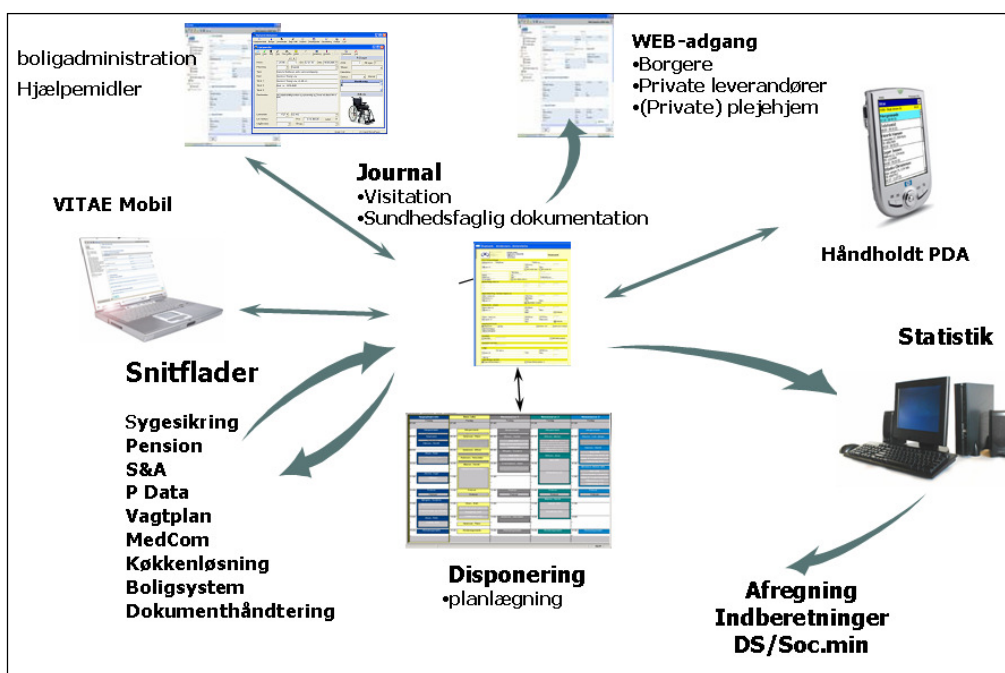 boligadministration
Hjælpemidler
WEB-adgang
•Borgere
•Private leverandører
•(Private) plejehjem
Journal
•Visitation
•Sundhedsfaglig dokumentation
VITAE Mobil
Håndholdt PDA
Statistik
Snitflader
Sygesikring
Pension
S&A
P Data
Vagtplan
MedCom
Køkkenløsning
Boligsystem
Dokumenthåndtering
Disponering
•planlægning
Afregning
Indberetninger
DS/Soc.min